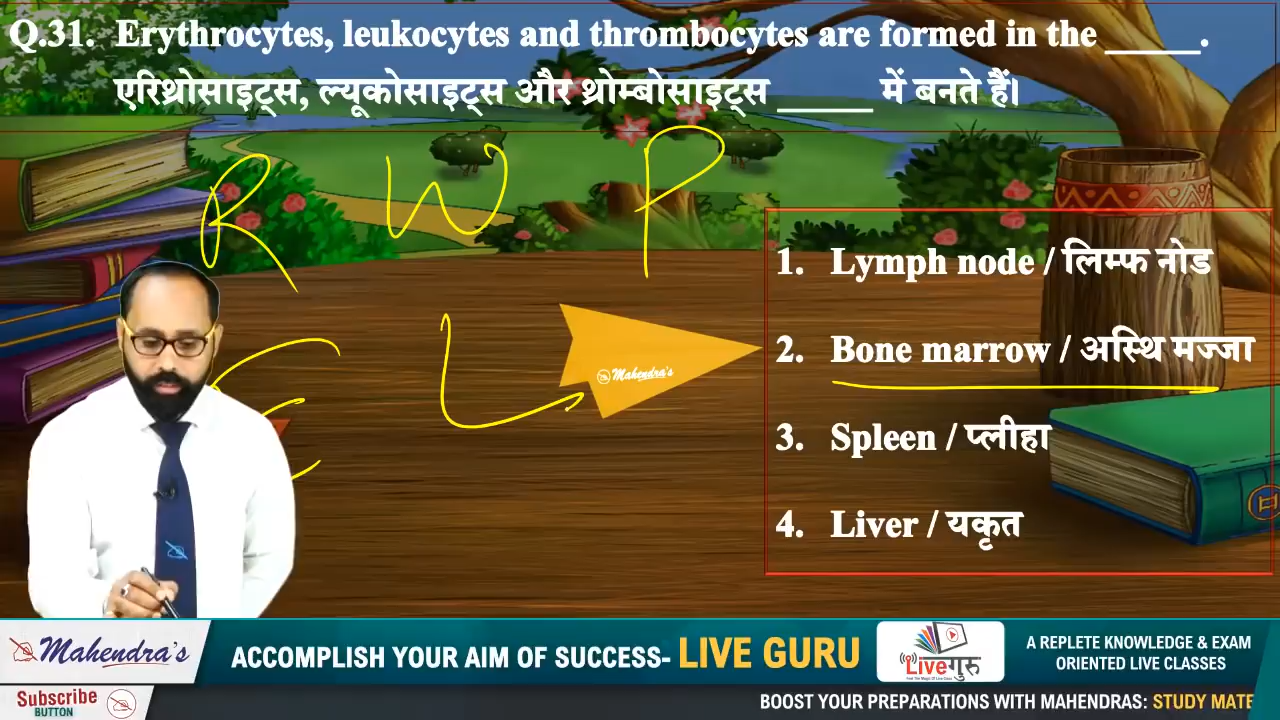 Q.31. Erythrocytes, leukocytes and thrombocytes are formed in the ______.
एरिथ्रोसाइट्स, ल्यूकोसाइट्स और थ्रोम्बोसाइट्स ______ में बनते हैं।
R W P
E L
1. Lymph node / लिम्फ नोड
2. Bone marrow / अस्थि मज्जा
3. Spleen / प्लीहा
4. Liver / यकृत
Mahendra's
Mahendra's
ACCOMPLISH YOUR AIM OF SUCCESS- LIVE GURU
Live गुरु
A REPLETE KNOWLEDGE & EXAM
ORIENTED LIVE CLASSES
Subscribe
BUTTON
BOOST YOUR PREPARATIONS WITH MAHENDRAS: STUDY MATE